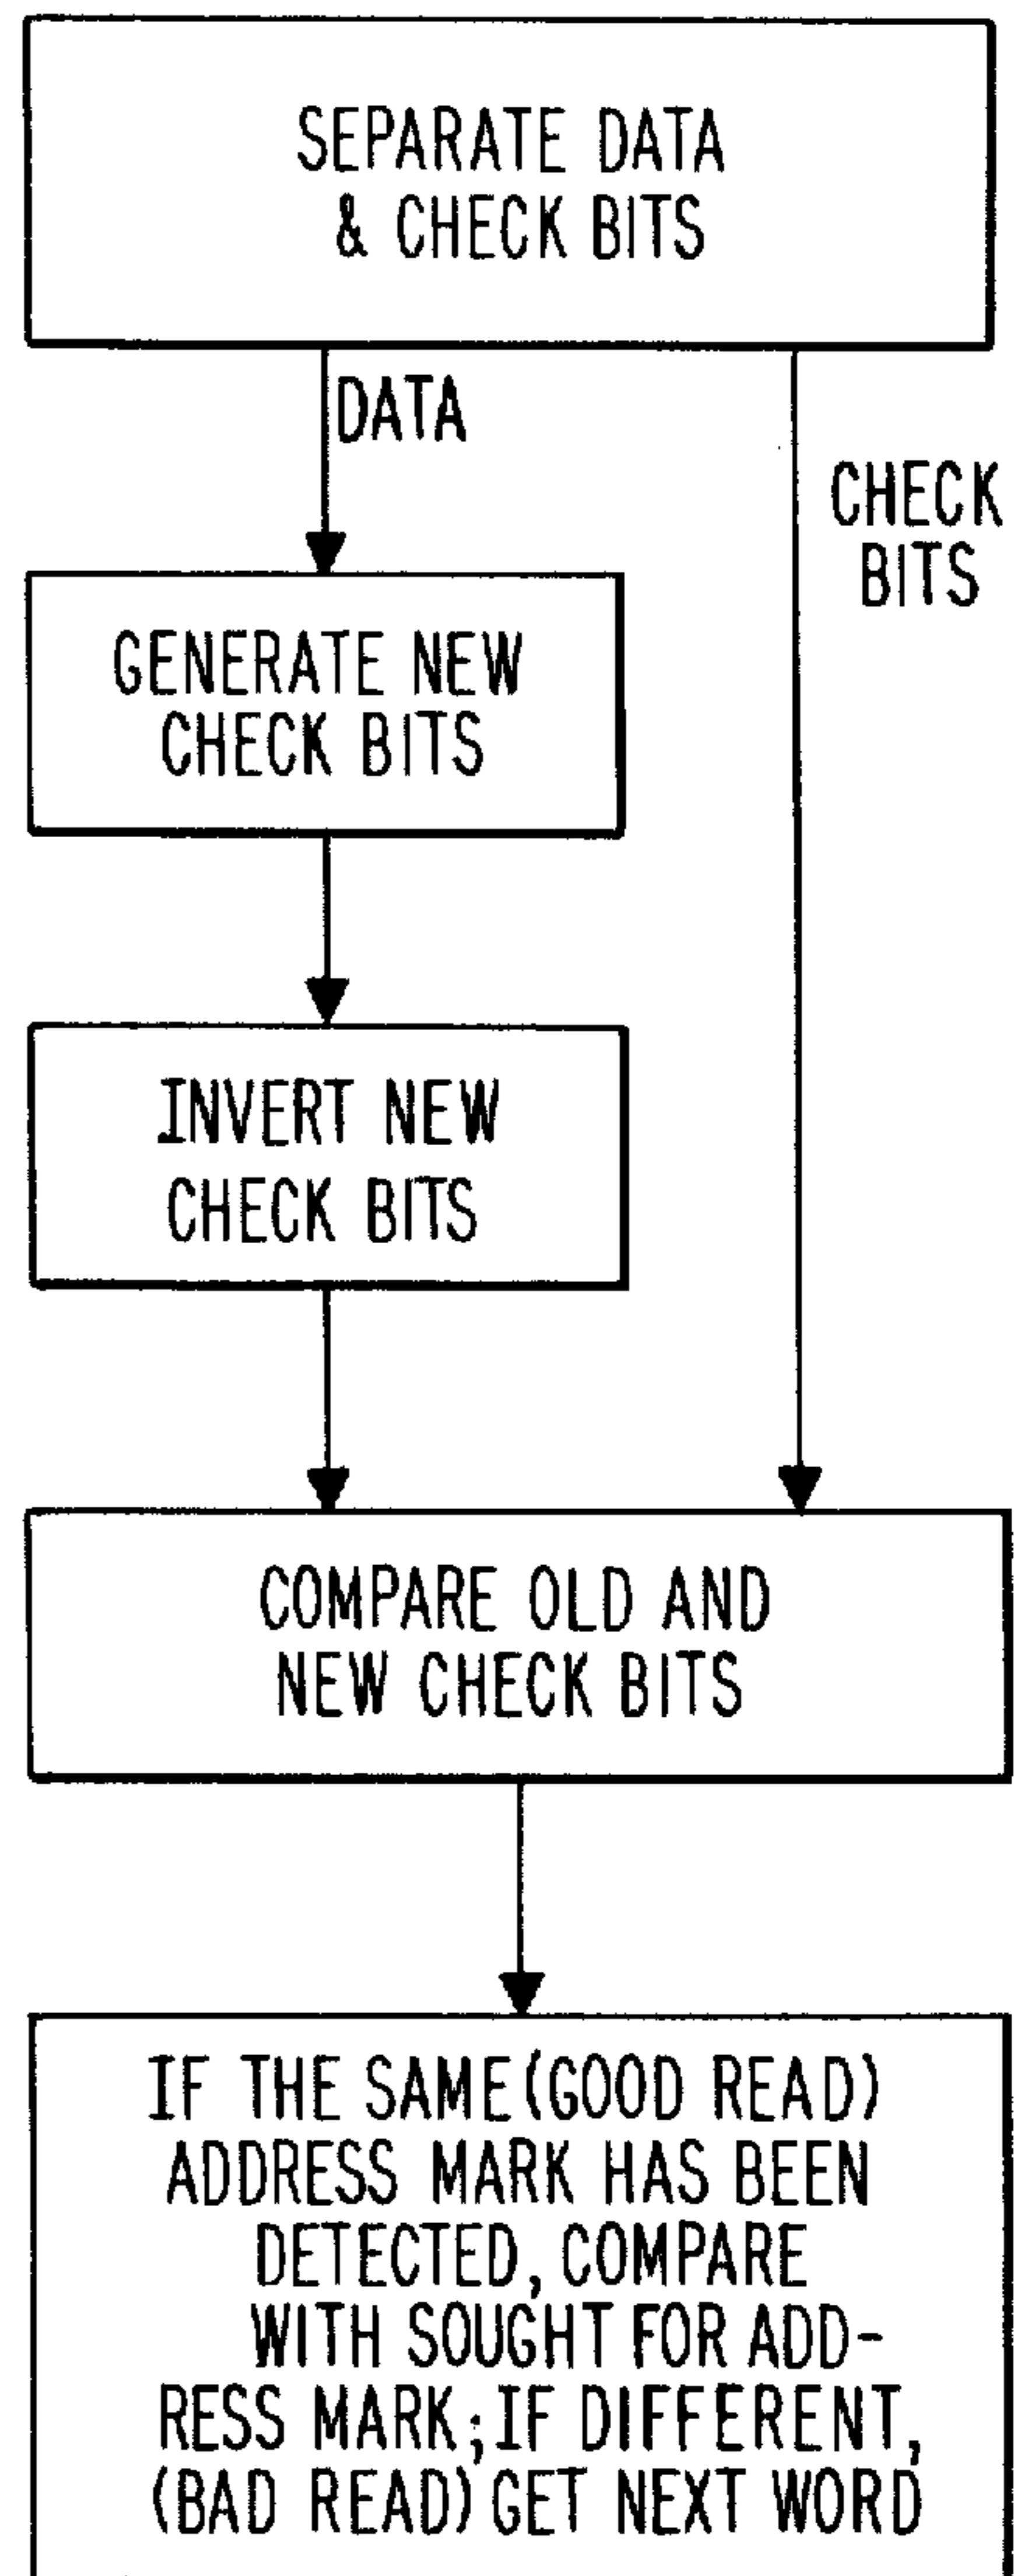 SEPARATE DATA
& CHECK BITS
DATA
CHECK
BITS
GENERATE NEW
CHECK BITS
INVERT NEW
CHECK BITS
COMPARE OLD AND
NEW CHECK BITS
IF THE SAME(GOOD READ)
ADDRESS MARK HAS BEEN
DETECTED, COMPARE
WITH SOUGHT FOR ADD-
RESS MARK;IF DIFFERENT,
(BAD READ) GET NEXT WORD